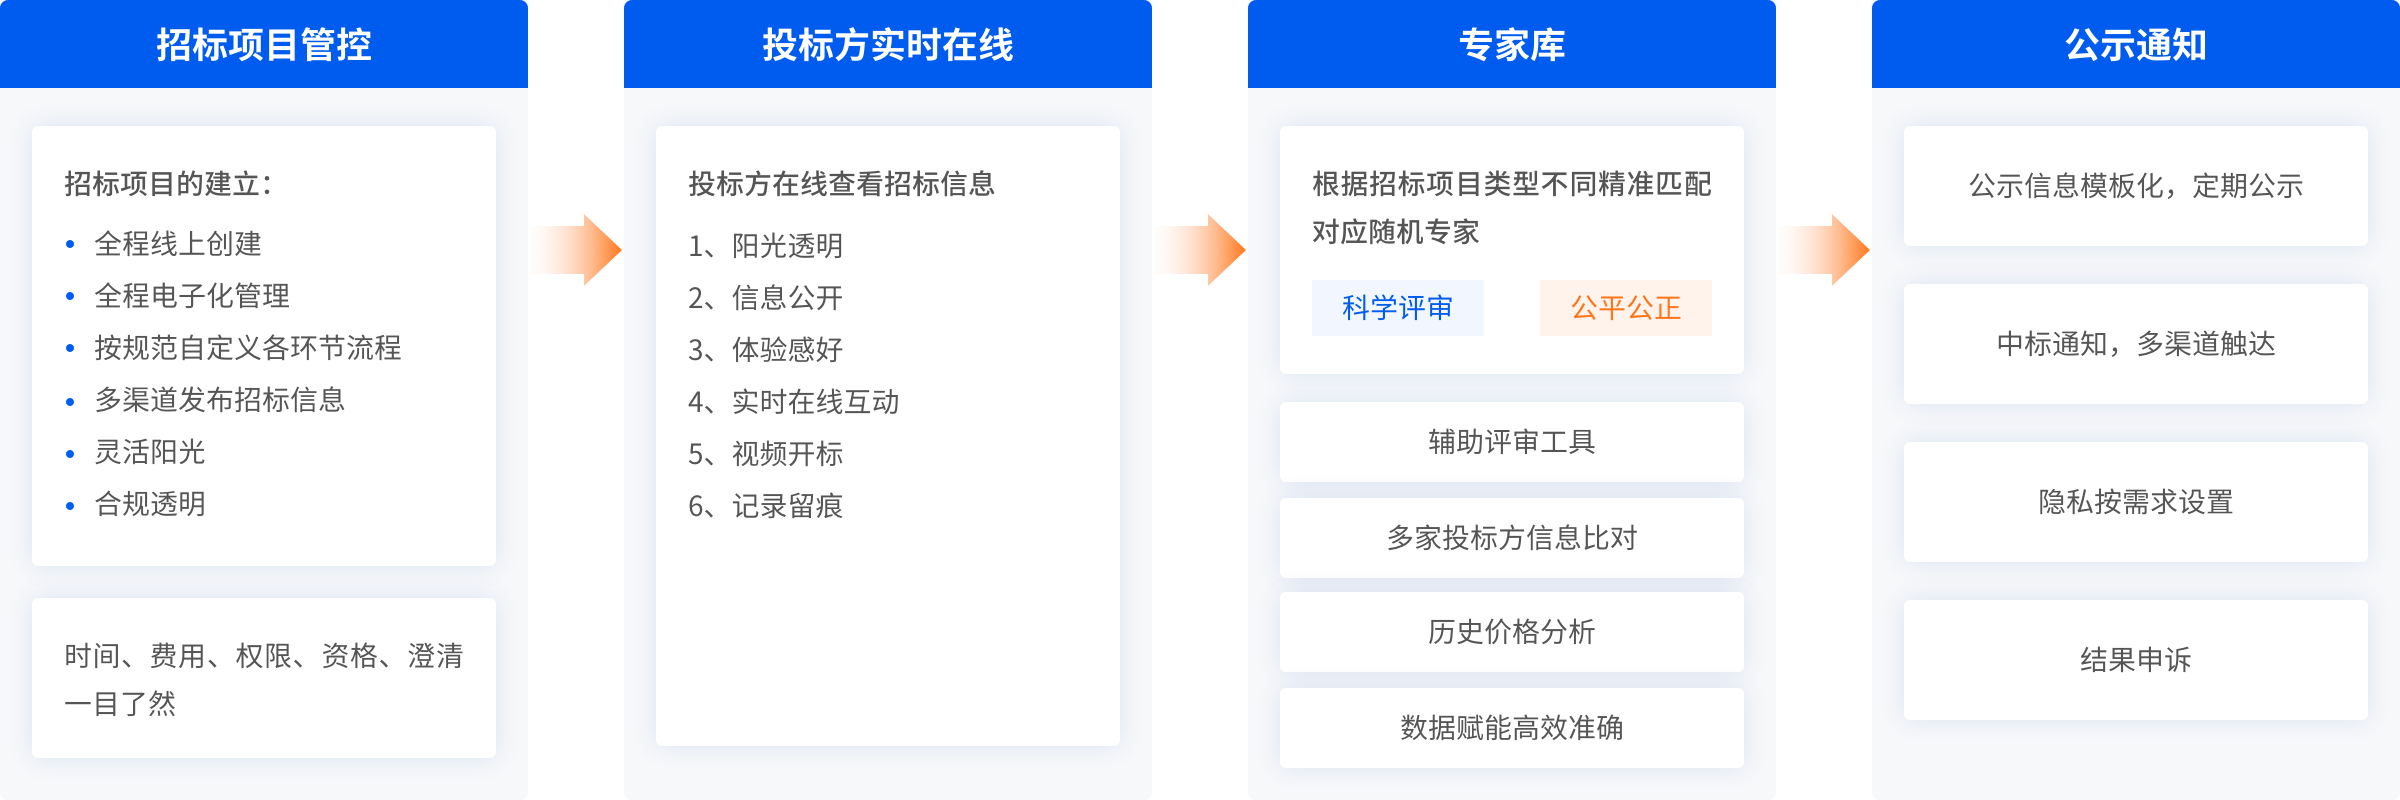 招标项目管控
招标项目的建立：
• 全程线上创建
• 全程电子化管理
• 按规范自定义各环节流程
• 多渠道发布招标信息
• 灵活阳光
• 合规透明
时间、费用、权限、资格、澄清
一目了然
投标方实时在线
投标方在线查看招标信息
1、阳光透明
2、信息公开
3、体验感好
4、实时在线互动
5、视频开标
6、记录留痕
专家库
根据招标项目类型不同精准匹配
对应随机专家
科学评审
公平公正
辅助评审工具
多家投标方信息比对
历史价格分析
数据赋能高效准确
公示通知
公示信息模板化，定期公示
中标通知，多渠道触达
隐私按需求设置
结果申诉